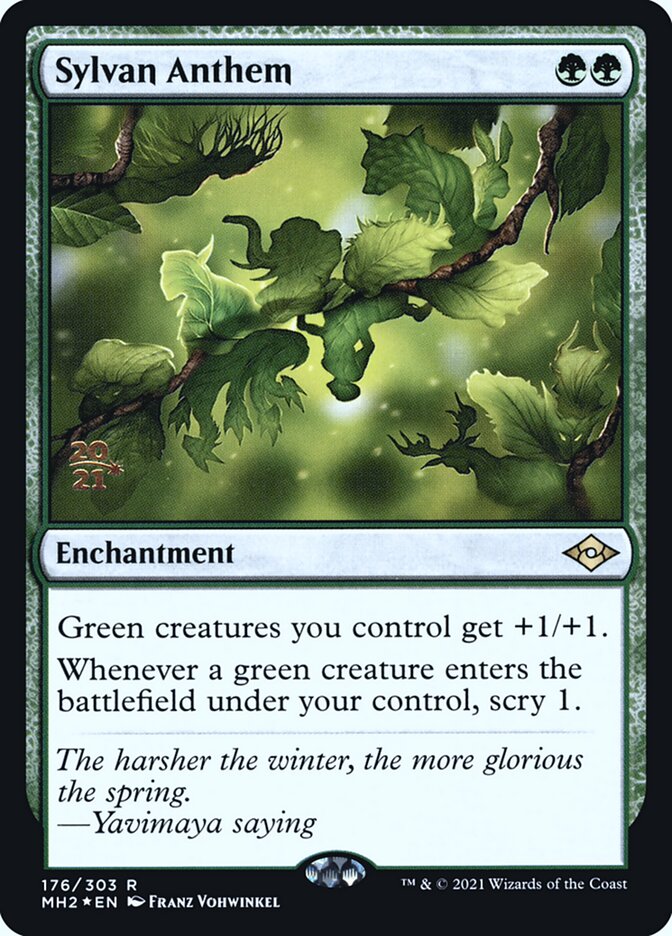 Sylvan Anthem
20
21
Enchantment
Green creatures you control get +1/+1.
Whenever a green creature enters the
battlefield under your control, scry 1.
The harsher the winter, the more glorious
the spring.
—Yavimaya saying
176/303 R
™ & © 2021 Wizards of the Coast
MH2★EN Franz Vohwinkel